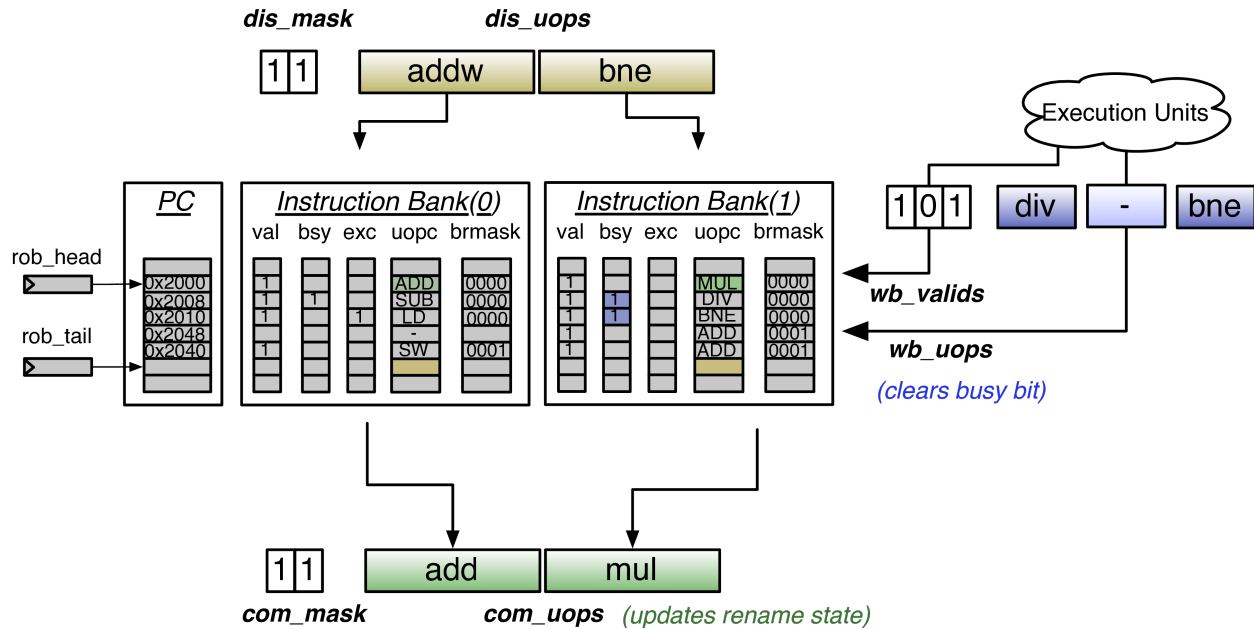 dis_mask dis_uops
1 1 addw bne
Execution Units
PC Instruction Bank(0) Instruction Bank(1)
1 0 1 div - bne
val bsy exc uopc brmask val bsy exc uopc brmask
rob_head
0x2000 1 ADD 0000 1 MUL 0000
0x2008 1 1 SUB 0000 1 1 DIV 0000
0x2010 1 1 LD 0000 1 1 BNE 0000
0x2048 - 1 ADD 0001
0x2040 1 SW 0001 1 ADD 0001
rob_tail
wb_valids
wb_uops
(clears busy bit)
1 1 add mul
com_mask com_uops (updates rename state)